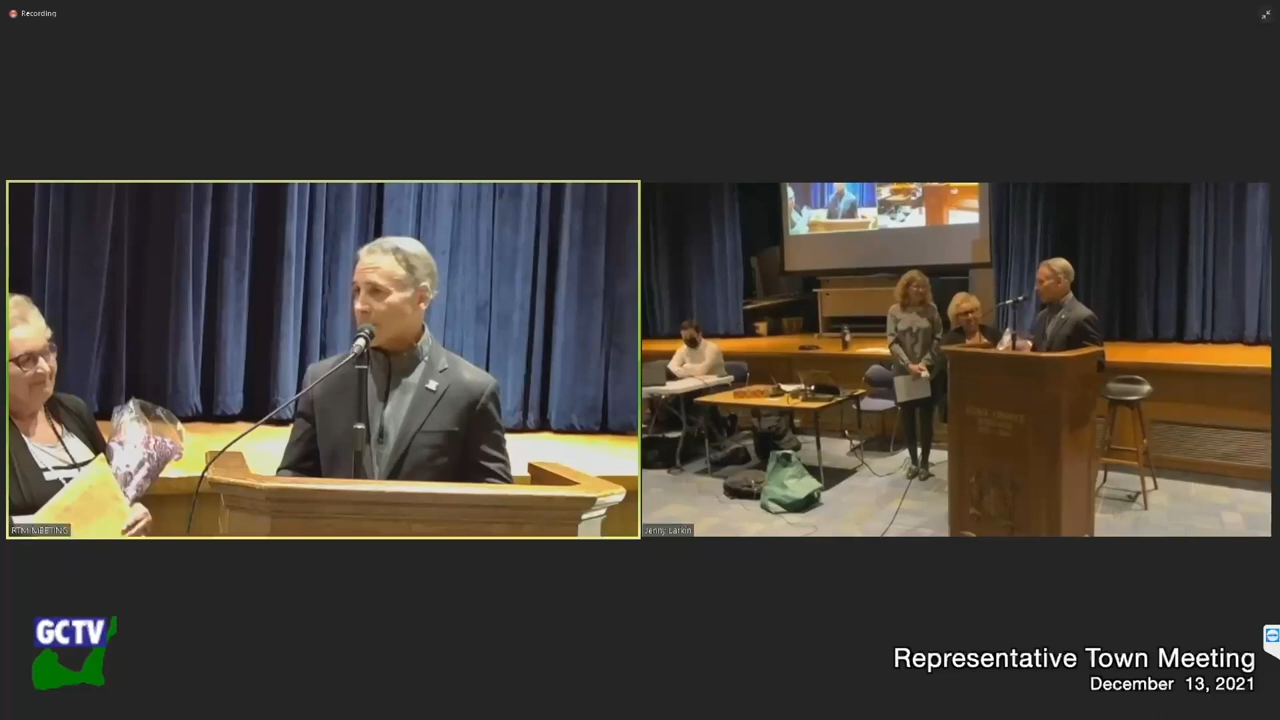 Recording
RTM MEETING
Jenny Larkin
GCTV
Representative Town Meeting
December 13, 2021